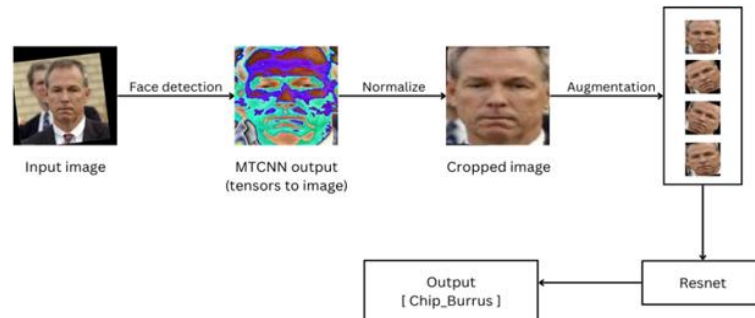 Face detection
Normalize
Augmentation
Input image
MTCNN output
(tensors to image)
Cropped image
Output
[ Chip_Burrus ]
Resnet